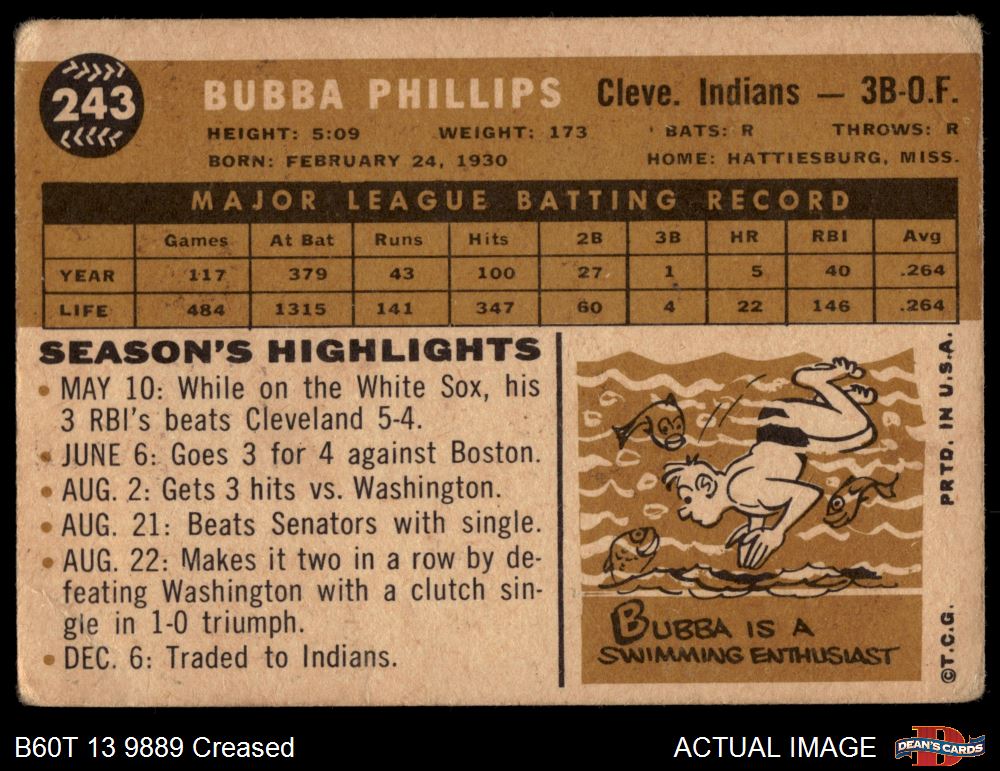 243
BUBBA PHILLIPS Cleve. Indians — 3B-O.F.
HEIGHT: 5:09 WEIGHT: 173 BATS: R THROWS: R
BORN: FEBRUARY 24, 1930 HOME: HATTIESBURG, MISS.
MAJOR LEAGUE BATTING RECORD
Games At Bat Runs Hits 2B 3B HR RBI Avg
YEAR 117 379 43 100 27 1 5 40 .264
LIFE 484 1315 141 347 60 4 22 146 .264
SEASON'S HIGHLIGHTS
• MAY 10: While on the White Sox, his
3 RBI's beats Cleveland 5-4.
• JUNE 6: Goes 3 for 4 against Boston.
• AUG. 2: Gets 3 hits vs. Washington.
• AUG. 21: Beats Senators with single.
• AUG. 22: Makes it two in a row by de-
feating Washington with a clutch sin-
gle in 1-0 triumph.
• DEC. 6: Traded to Indians.
BUBBA IS A
SWIMMING ENTHUSIAST
©T.C.G. PRTD. IN U.S.A.
B60T 13 9889 Creased
ACTUAL IMAGE
DEAN'S CARDS